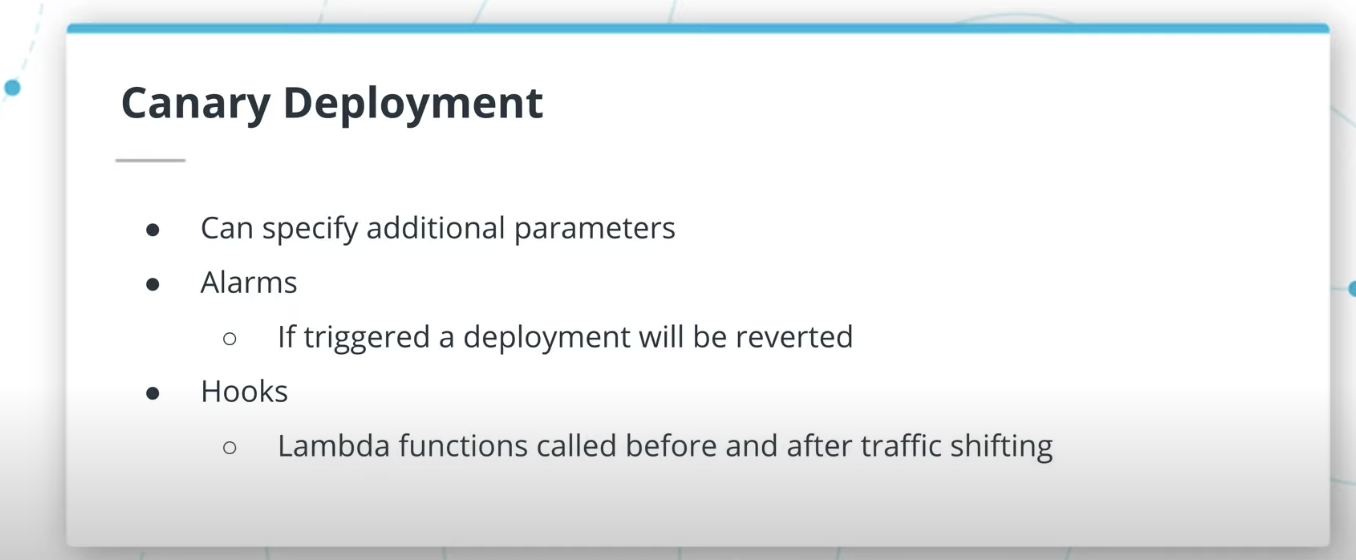 Canary Deployment
● Can specify additional parameters
● Alarms
○ If triggered a deployment will be reverted
● Hooks
○ Lambda functions called before and after traffic shifting